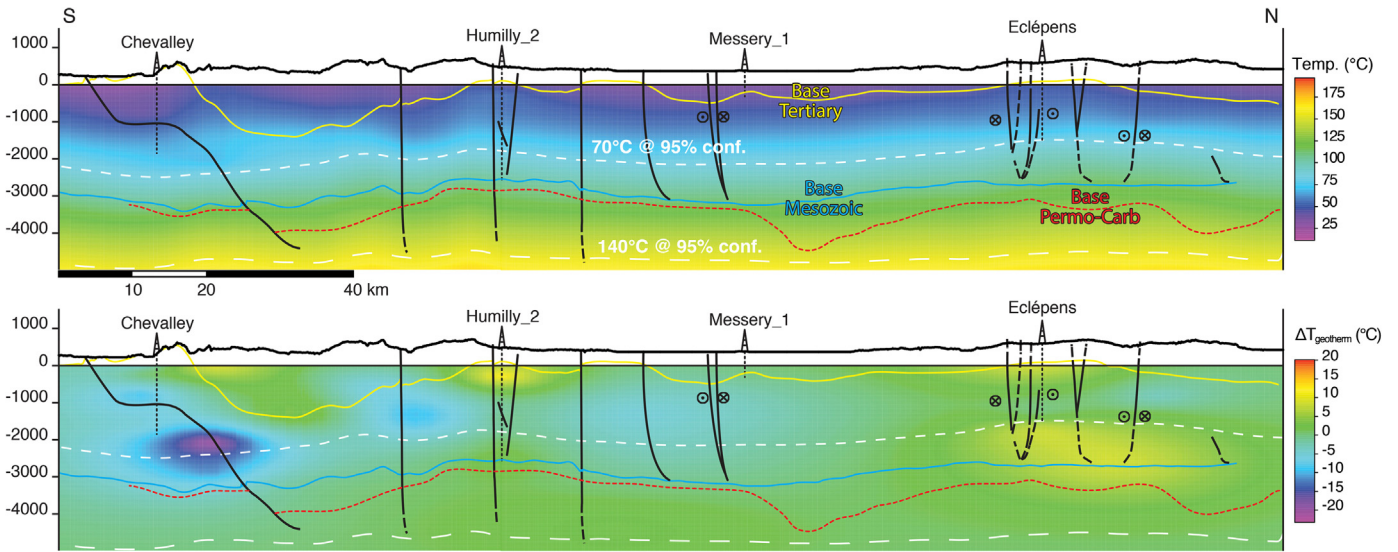 S
N
Chevalley
Humilly_2
Messery_1
Eclépens
1000
0
-1000
-2000
-3000
-4000
Base
Tertiary
70°C @ 95% conf.
Base
Mesozoic
Base
Permo-Carb
140°C @ 95% conf.
Temp. (°C)
175
150
125
100
75
50
25
10
20
40 km
Chevalley
Humilly_2
Messery_1
Eclépens
1000
0
-1000
-2000
-3000
-4000
ΔTgeotherm (°C)
20
15
10
5
0
-5
-10
-15
-20